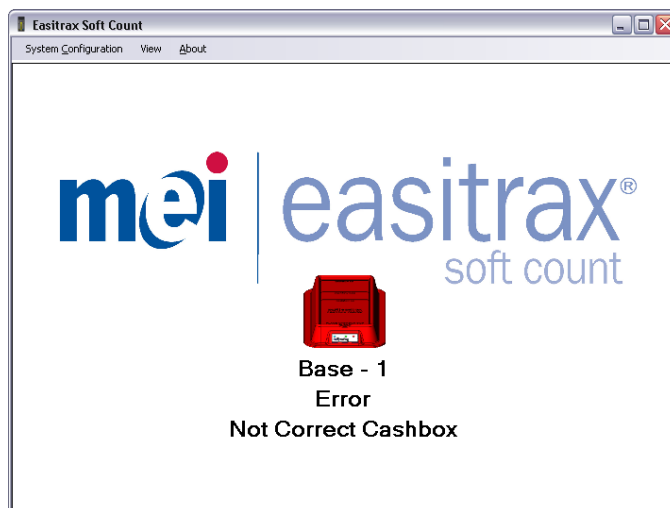 Easitrax Soft Count
System Configuration View About
mei easitrax®
soft count
Base - 1
Error
Not Correct Cashbox